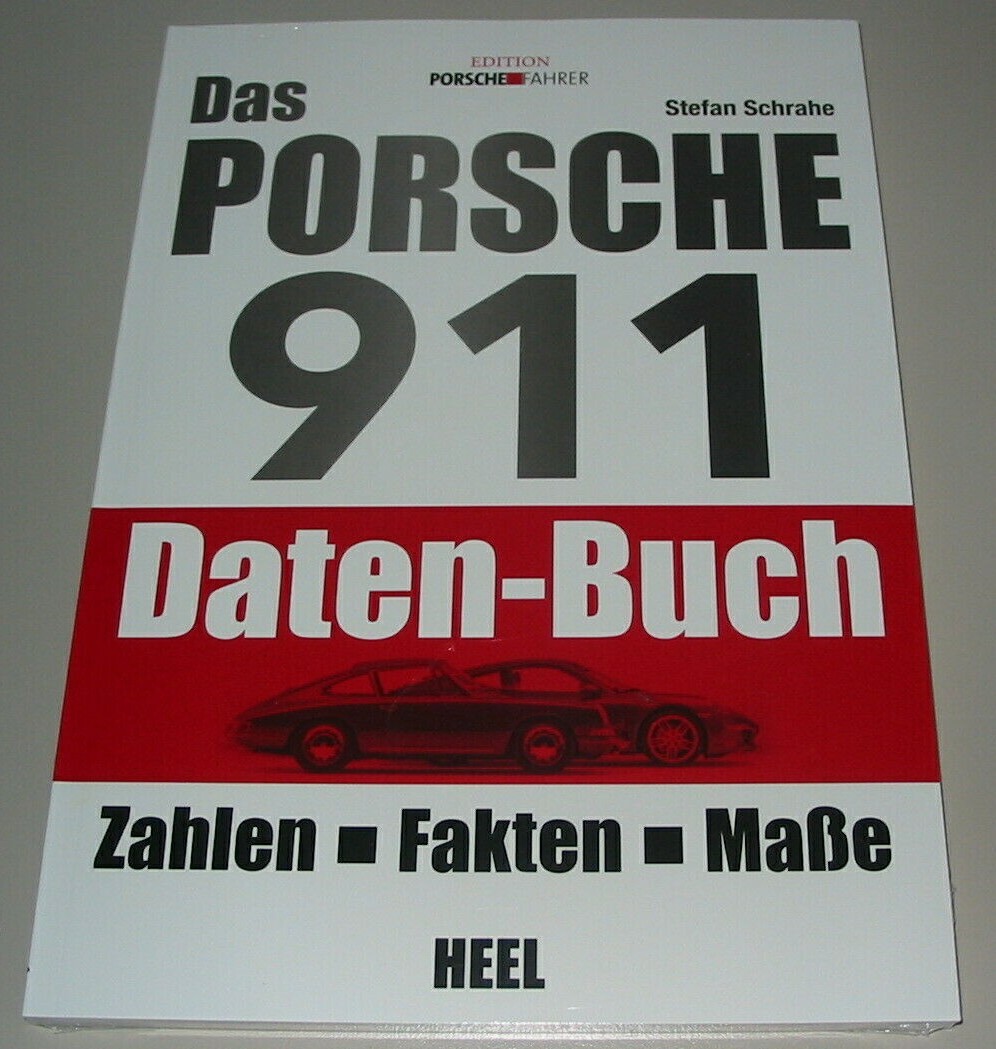 EDITION
PORSCHE FAHRER
Das
Stefan Schrahe
PORSCHE
911
Daten-Buch
Zahlen ■ Fakten ■ Maße
HEEL